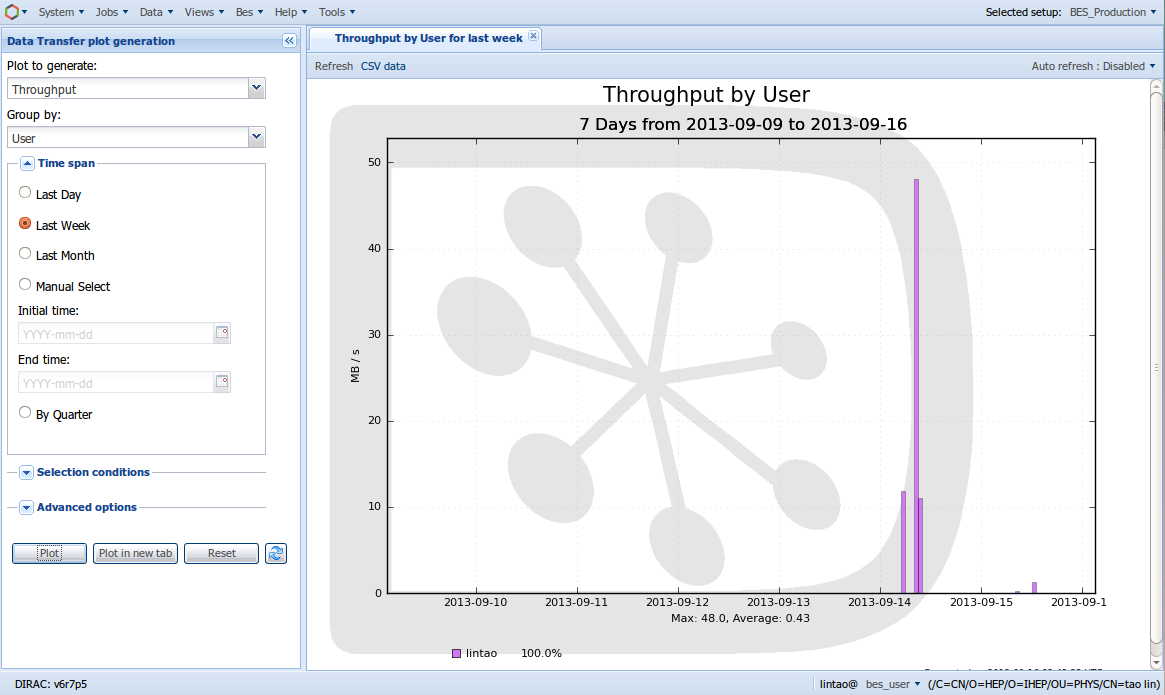 System Jobs Data Views Bes Help Tools Selected setup: BES_Production
Data Transfer plot generation
Throughput by User for last week
Plot to generate:
Refresh CSV data Auto refresh : Disabled
Throughput
Group by:
User
Time span
Last Day
Last Week
Last Month
Manual Select
Initial time:
YYYY-mm-dd
End time:
YYYY-mm-dd
By Quarter
Selection conditions
Advanced options
Plot Plot in new tab Reset
Throughput by User
7 Days from 2013-09-09 to 2013-09-16
50
40
30
20
10
0
MB / s
2013-09-10 2013-09-11 2013-09-12 2013-09-13 2013-09-14 2013-09-15 2013-09-1
Max: 48.0, Average: 0.43
lintao 100.0%
DIRAC: v6r7p5 lintao@ bes_user (/C=CN/O=HEP/O=IHEP/OU=PHYS/CN=tao lin)